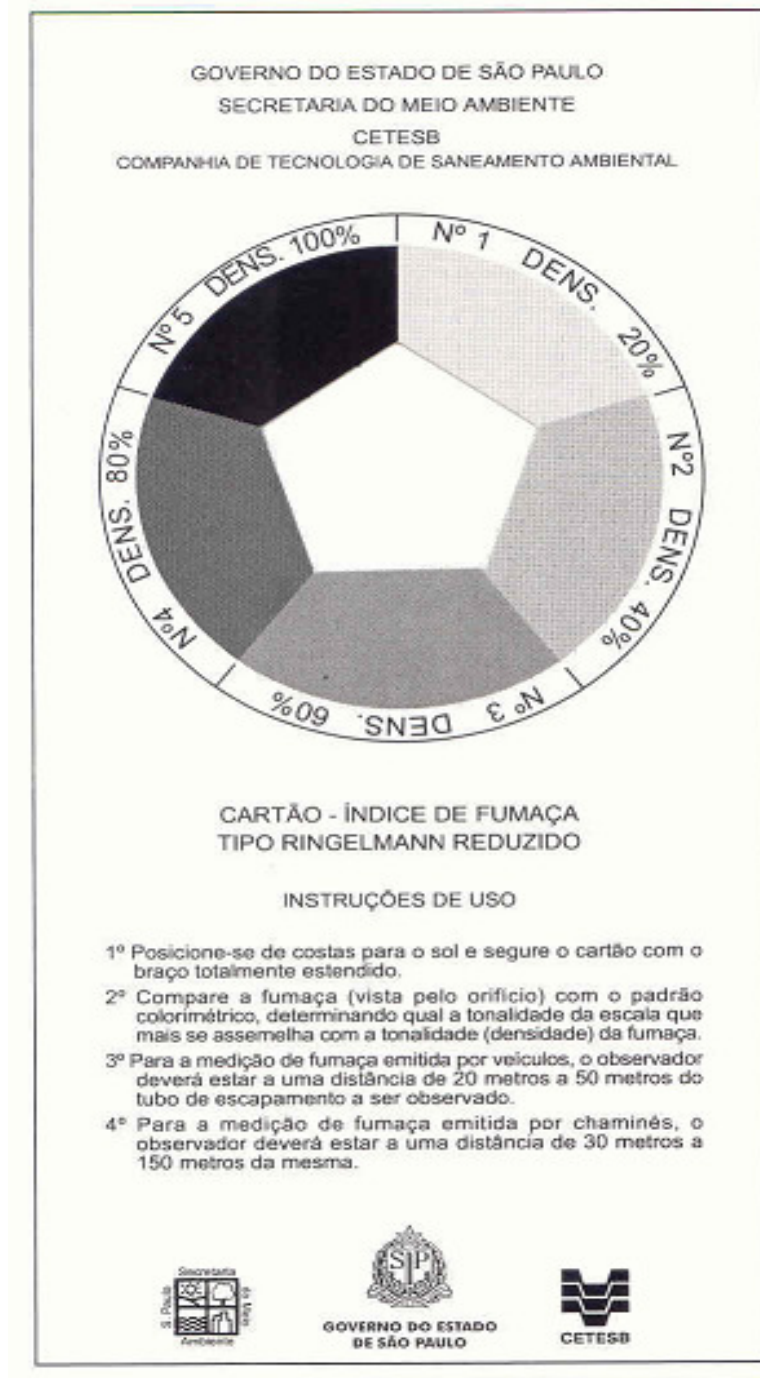 GOVERNO DO ESTADO DE SÃO PAULO
SECRETARIA DO MEIO AMBIENTE
CETESB
COMPANHIA DE TECNOLOGIA DE SANEAMENTO AMBIENTAL
Nº 1 DENS. 20%
Nº2 DENS. 40%
Nº 3 DENS. 60%
Nº4 DENS. 80%
Nº 5 DENS. 100%
CARTÃO - ÍNDICE DE FUMAÇA
TIPO RINGELMANN REDUZIDO
INSTRUÇÕES DE USO
1º Posicione-se de costas para o sol e segure o cartão com o
braço totalmente estendido.
2º Compare a fumaça (vista pelo orifício) com o padrão
colorimétrico, determinando qual a tonalidade da escala que
mais se assemelha com a tonalidade (densidade) da fumaça.
3º Para a medição de fumaça emitida por veículos, o observador
deverá estar a uma distância de 20 metros a 50 metros do
tubo de escapamento a ser observado.
4º Para a medição de fumaça emitida por chaminés, o
observador deverá estar a uma distância de 30 metros a
150 metros da mesma.
Secretaria
do Meio
Ambiente
S. Paulo
SP
GOVERNO DO ESTADO
DE SÃO PAULO
CETESB